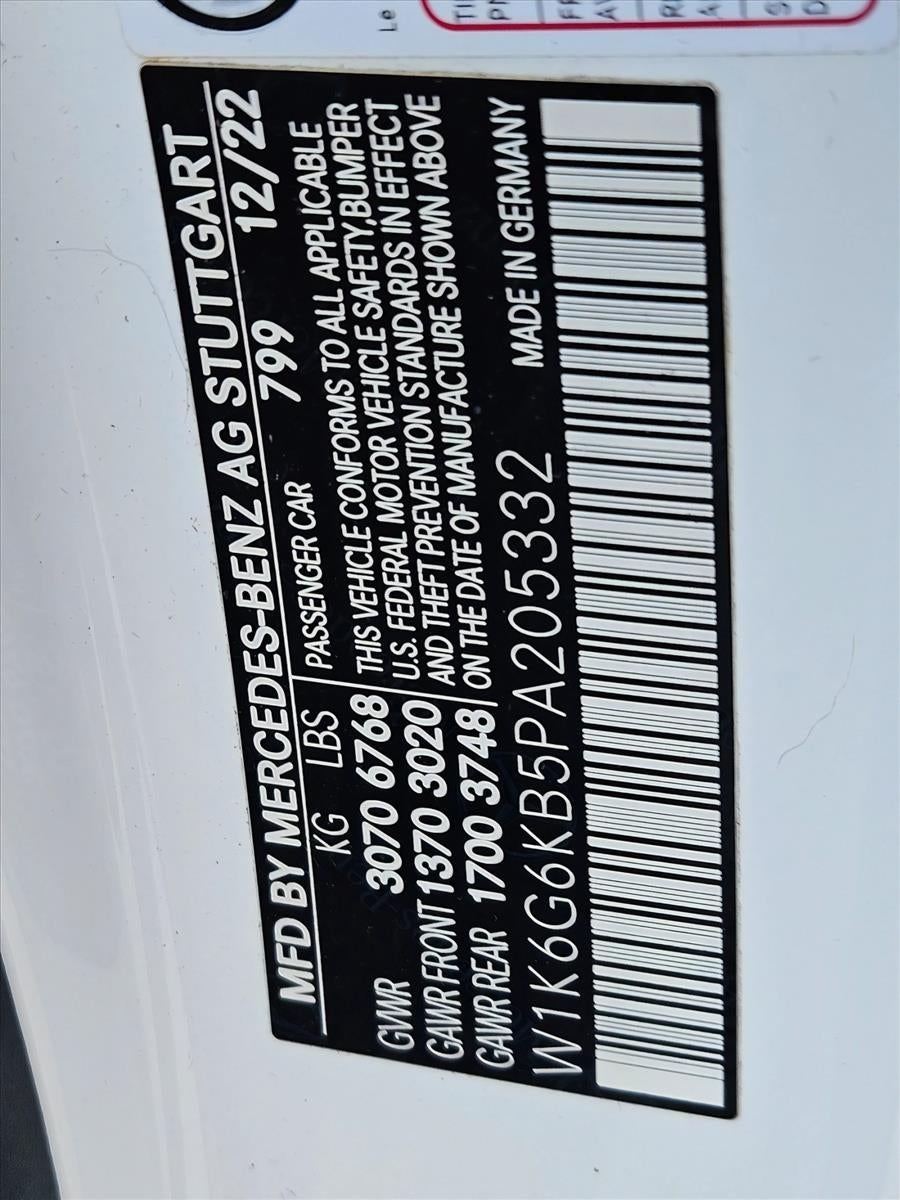 MFD BY MERCEDES-BENZ AG STUTTGART
799 12/22
KG LBS PASSENGER CAR
GVWR 3070 6768
GAWR FRONT 1370 3020
GAWR REAR 1700 3748
THIS VEHICLE CONFORMS TO ALL APPLICABLE
U.S. FEDERAL MOTOR VEHICLE SAFETY,BUMPER
AND THEFT PREVENTION STANDARDS IN EFFECT
ON THE DATE OF MANUFACTURE SHOWN ABOVE
W1K6G6KB5PA205332 MADE IN GERMANY
Le